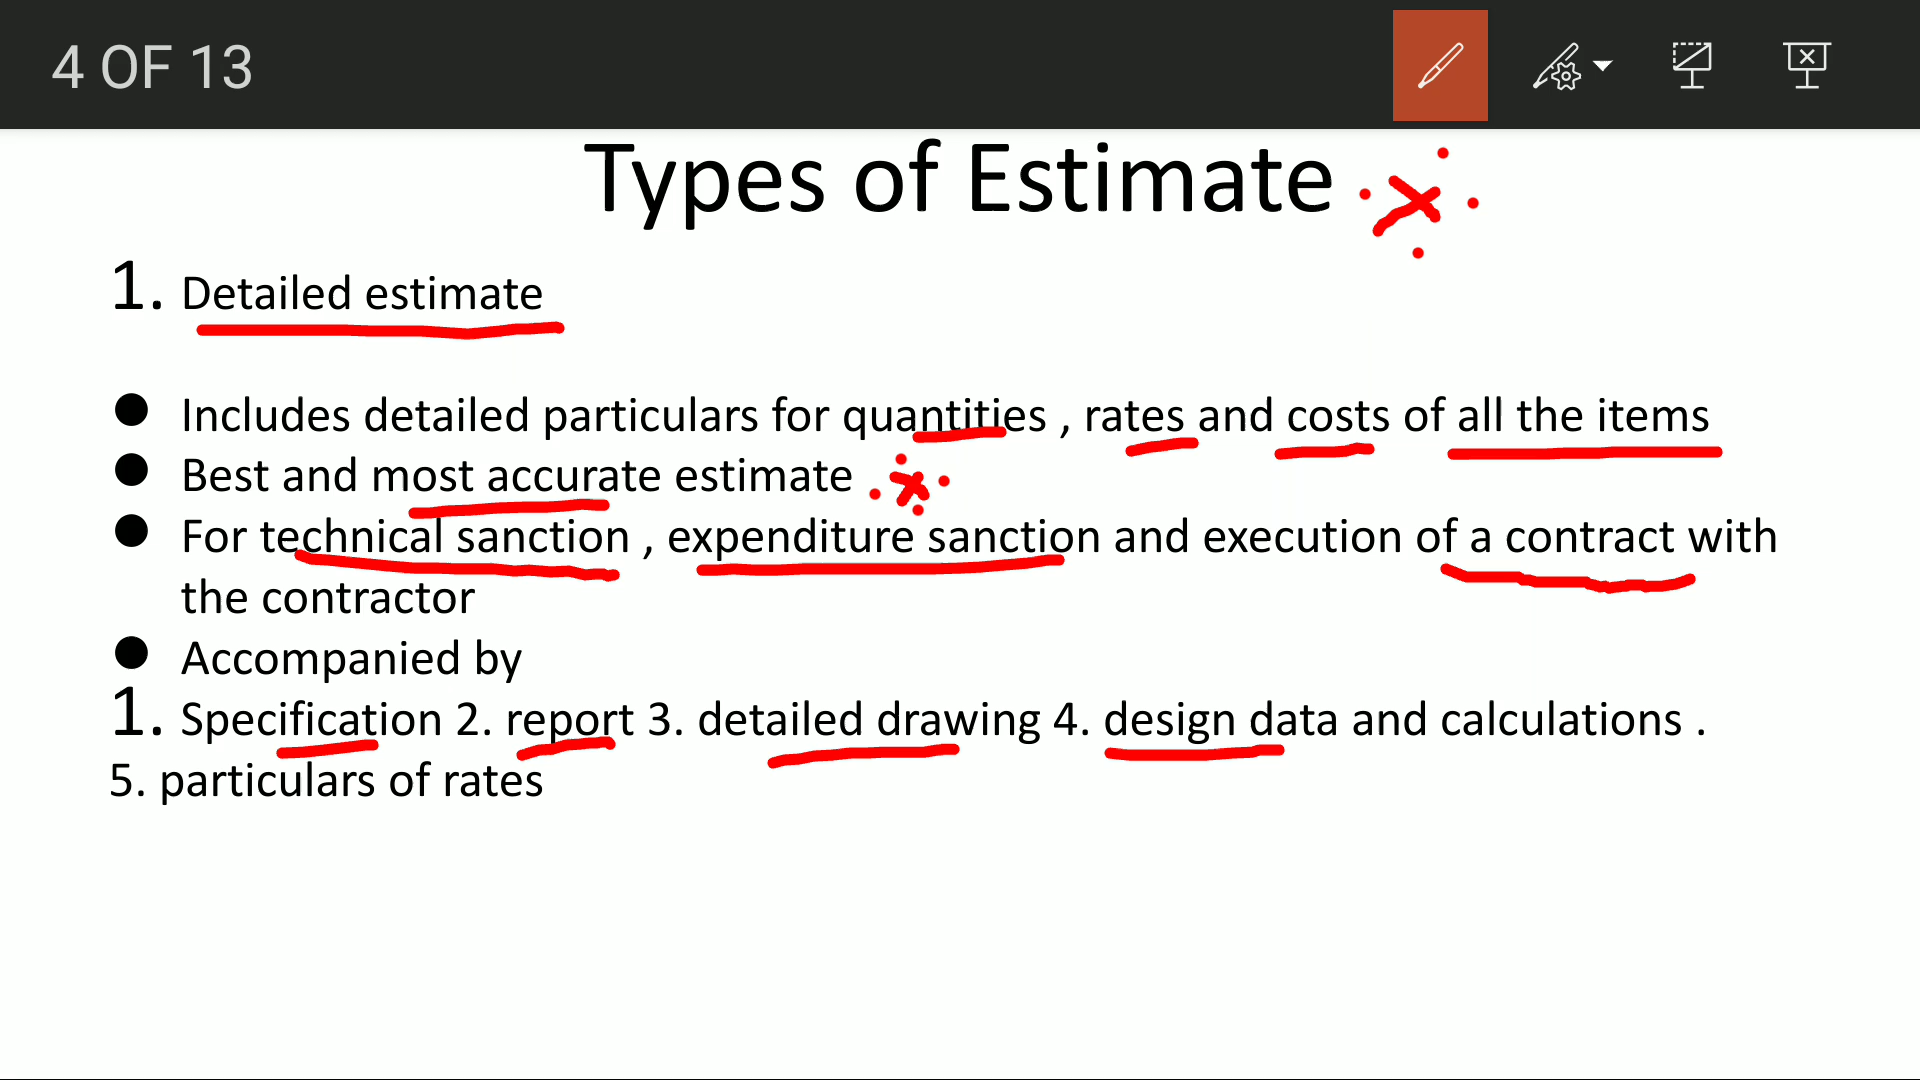 4 OF 13
Types of Estimate
1. Detailed estimate
● Includes detailed particulars for quantities , rates and costs of all the items
● Best and most accurate estimate
● For technical sanction , expenditure sanction and execution of a contract with
the contractor
● Accompanied by
1. Specification 2. report 3. detailed drawing 4. design data and calculations .
5. particulars of rates